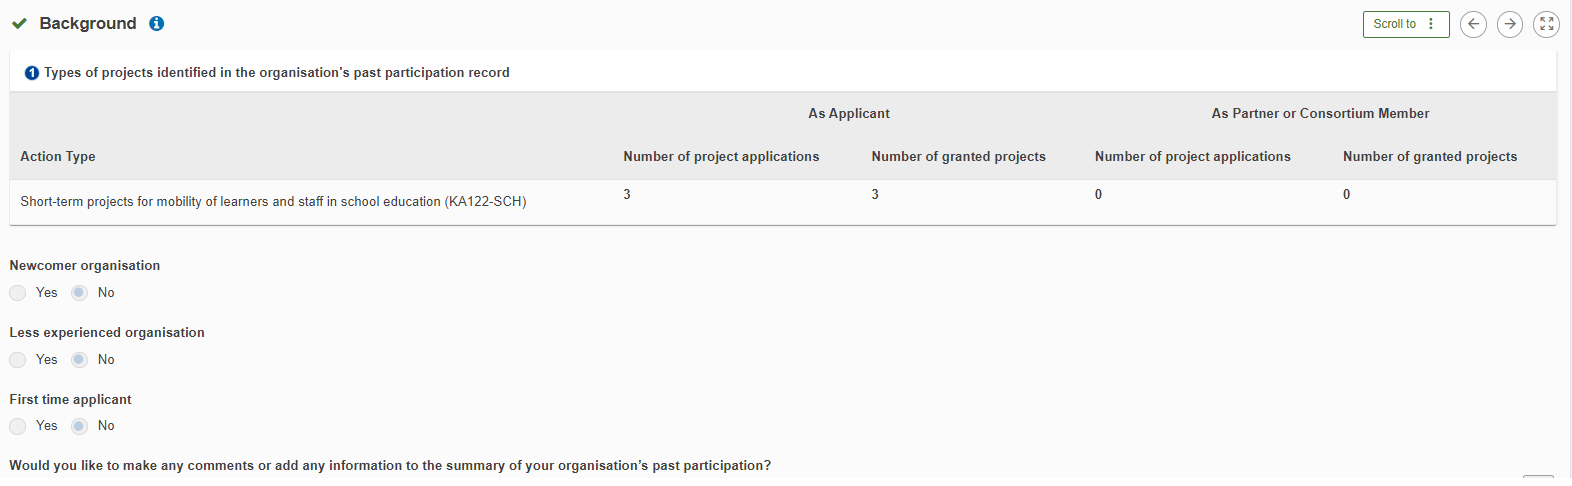 Background
Scroll to
1 Types of projects identified in the organisation's past participation record
As Applicant As Partner or Consortium Member
Action Type Number of project applications Number of granted projects Number of project applications Number of granted projects
Short-term projects for mobility of learners and staff in school education (KA122-SCH) 3 3 0 0
Newcomer organisation
Yes No
Less experienced organisation
Yes No
First time applicant
Yes No
Would you like to make any comments or add any information to the summary of your organisation’s past participation?